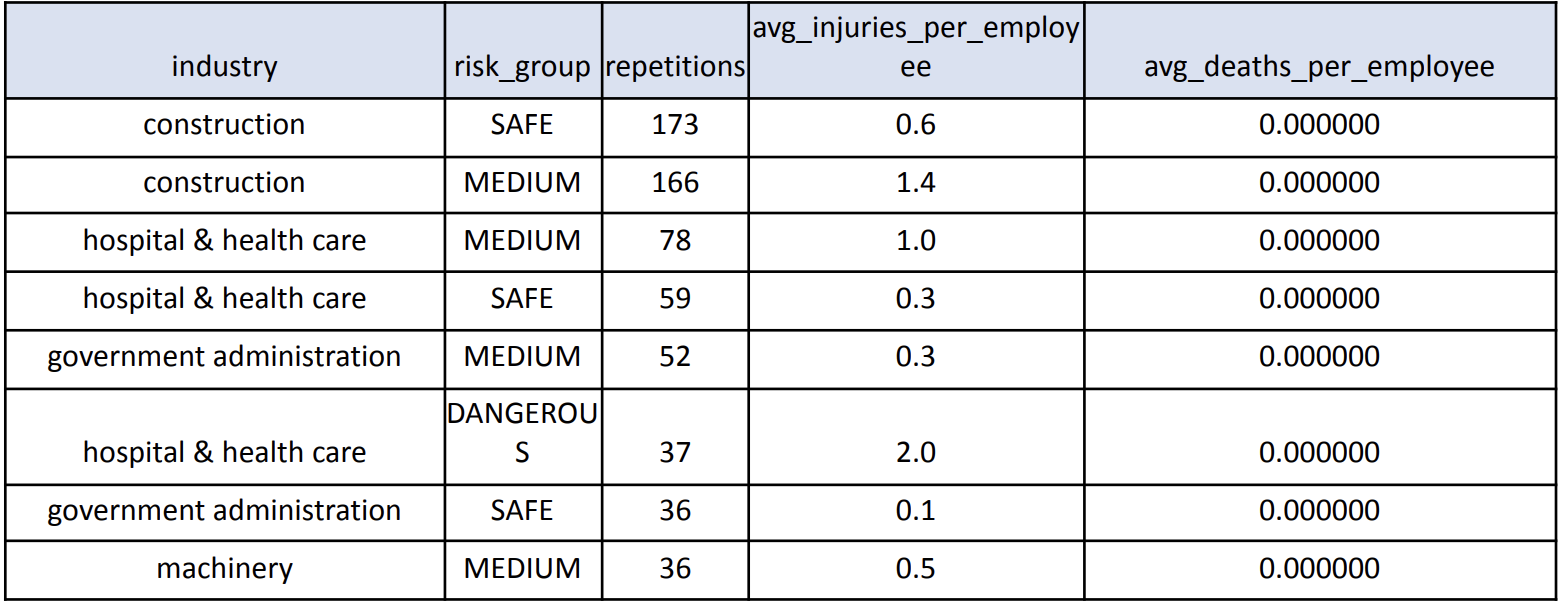 industry risk_group repetitions avg_injuries_per_employ
ee avg_deaths_per_employee
construction SAFE 173 0.6 0.000000
construction MEDIUM 166 1.4 0.000000
hospital & health care MEDIUM 78 1.0 0.000000
hospital & health care SAFE 59 0.3 0.000000
government administration MEDIUM 52 0.3 0.000000
hospital & health care DANGEROU
S 37 2.0 0.000000
government administration SAFE 36 0.1 0.000000
machinery MEDIUM 36 0.5 0.000000